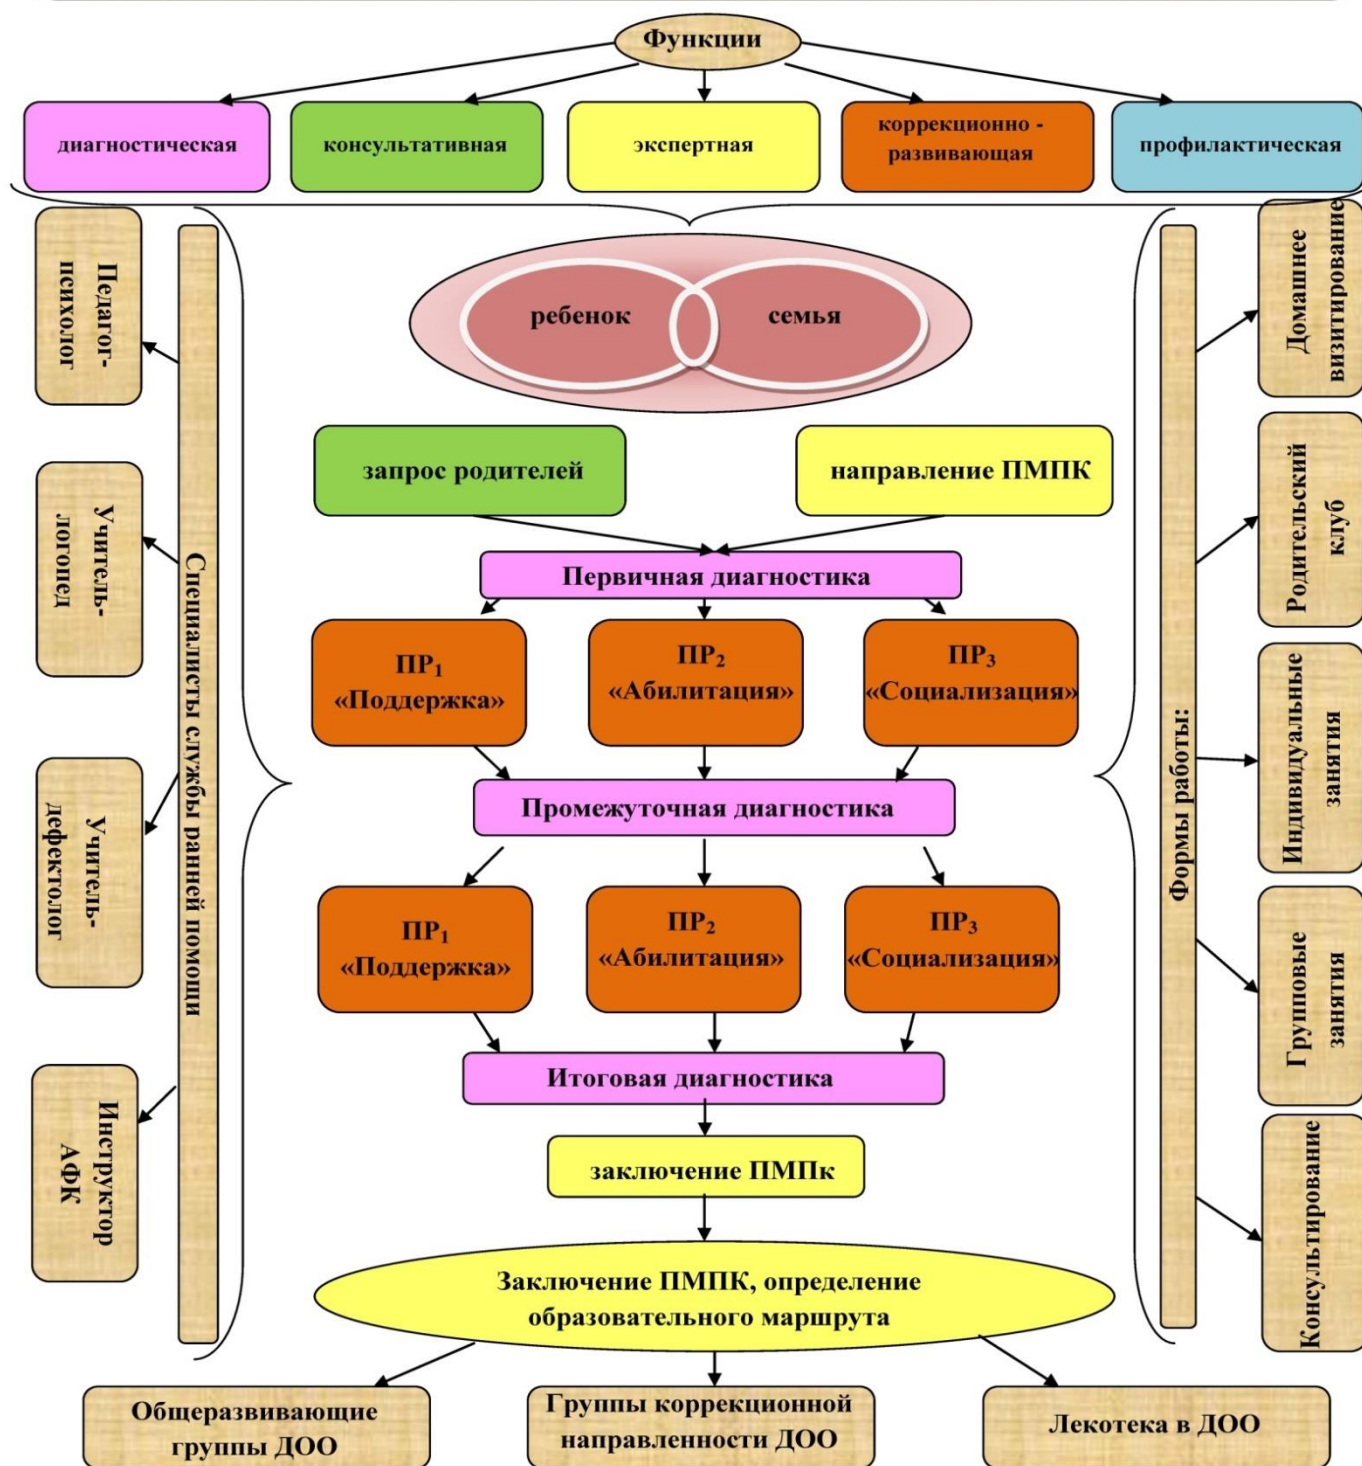 Функции
диагностическая
консультативная
экспертная
коррекционно -
развивающая
профилактическая
Педагог-
психолог
Учитель-
логопед
Учитель-
дефектолог
Инструктор
АФК
Специалисты службы ранней помощи
ребенок
семья
запрос родителей
направление ПМПК
Первичная диагностика
ПР₁
«Поддержка»
ПР₂
«Абилитация»
ПР₃
«Социализация»
Промежуточная диагностика
ПР₁
«Поддержка»
ПР₂
«Абилитация»
ПР₃
«Социализация»
Итоговая диагностика
заключение ПМПк
Заключение ПМПК, определение
образовательного маршрута
Формы работы:
Домашнее
визитирование
Родительский
клуб
Индивидуальные
занятия
Групповые
занятия
Консультирование
Общеразвивающие
группы ДОО
Группы коррекционной
направленности ДОО
Лекотека в ДОО